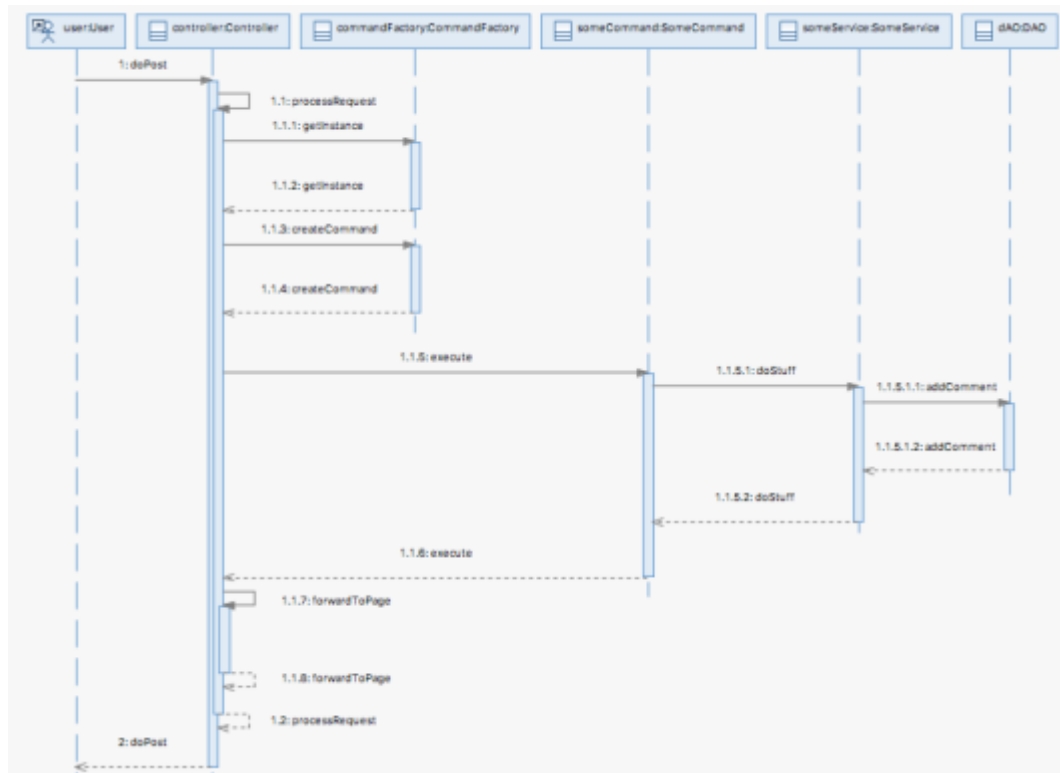 user:User
controller:Controller
commandFactory:CommandFactory
someCommand:SomeCommand
someService:SomeService
dAO:DAO
1: doPost
1.1: processRequest
1.1.1: getInstance
1.1.2: getInstance
1.1.3: createCommand
1.1.4: createCommand
1.1.5: execute
1.1.5.1: doStuff
1.1.5.1.1: addComment
1.1.5.1.2: addComment
1.1.5.2: doStuff
1.1.6: execute
1.1.7: forwardToPage
1.1.8: forwardToPage
1.2: processRequest
2: doPost